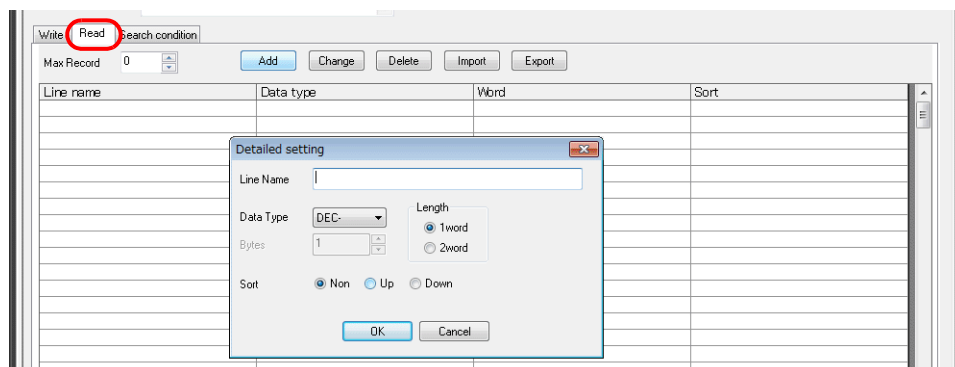 Write Read Search condition
Max Record 0 Add Change Delete Import Export
Line name Data type Word Sort
Detailed setting
Line Name
Data Type DEC- Length
1word
Bytes 1 2word
Sort Non Up Down
OK Cancel